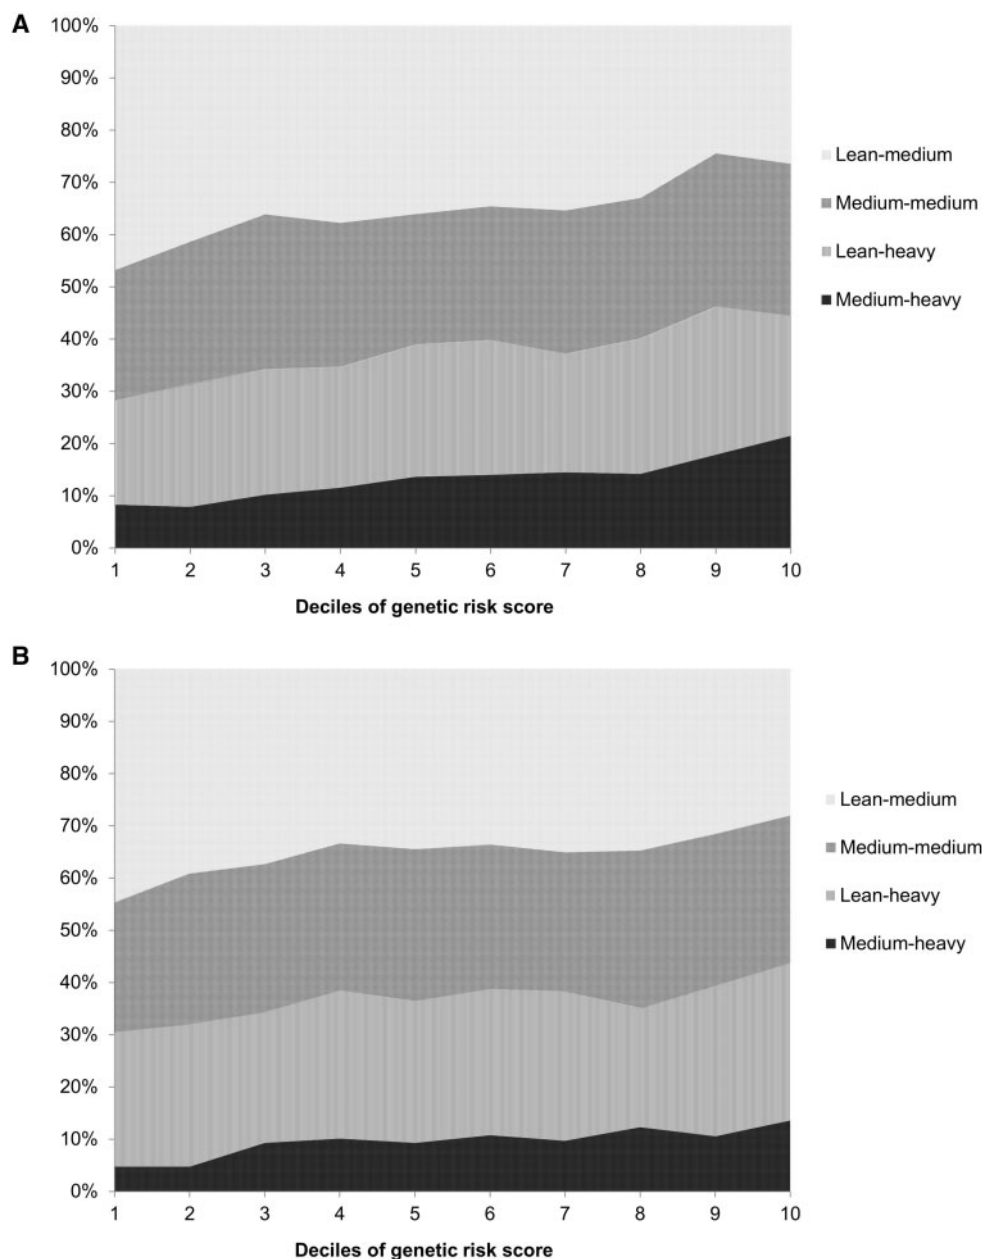 A
100%
90%
80%
70%
60%
50%
40%
30%
20%
10%
0%
1 2 3 4 5 6 7 8 9 10
Deciles of genetic risk score
Lean-medium
Medium-medium
Lean-heavy
Medium-heavy
B
100%
90%
80%
70%
60%
50%
40%
30%
20%
10%
0%
1 2 3 4 5 6 7 8 9 10
Deciles of genetic risk score
Lean-medium
Medium-medium
Lean-heavy
Medium-heavy